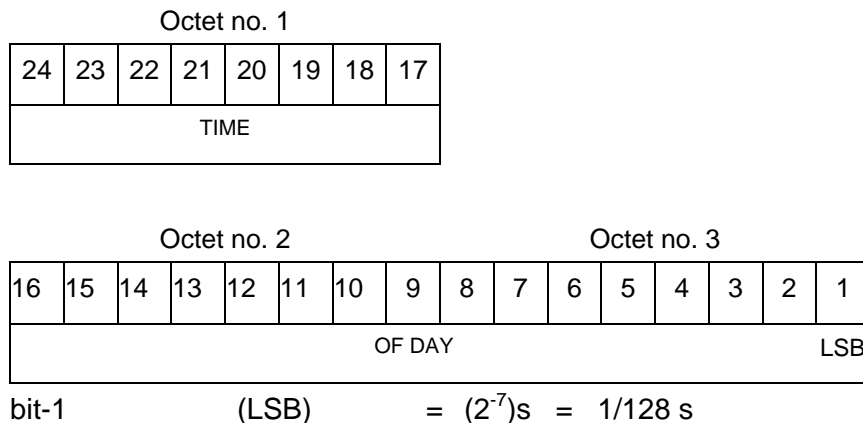 Octet no. 1
24 23 22 21 20 19 18 17
TIME
Octet no. 2 Octet no. 3
16 15 14 13 12 11 10 9 8 7 6 5 4 3 2 1
OF DAY LSB
bit-1 (LSB) = (2⁻⁷)s = 1/128 s